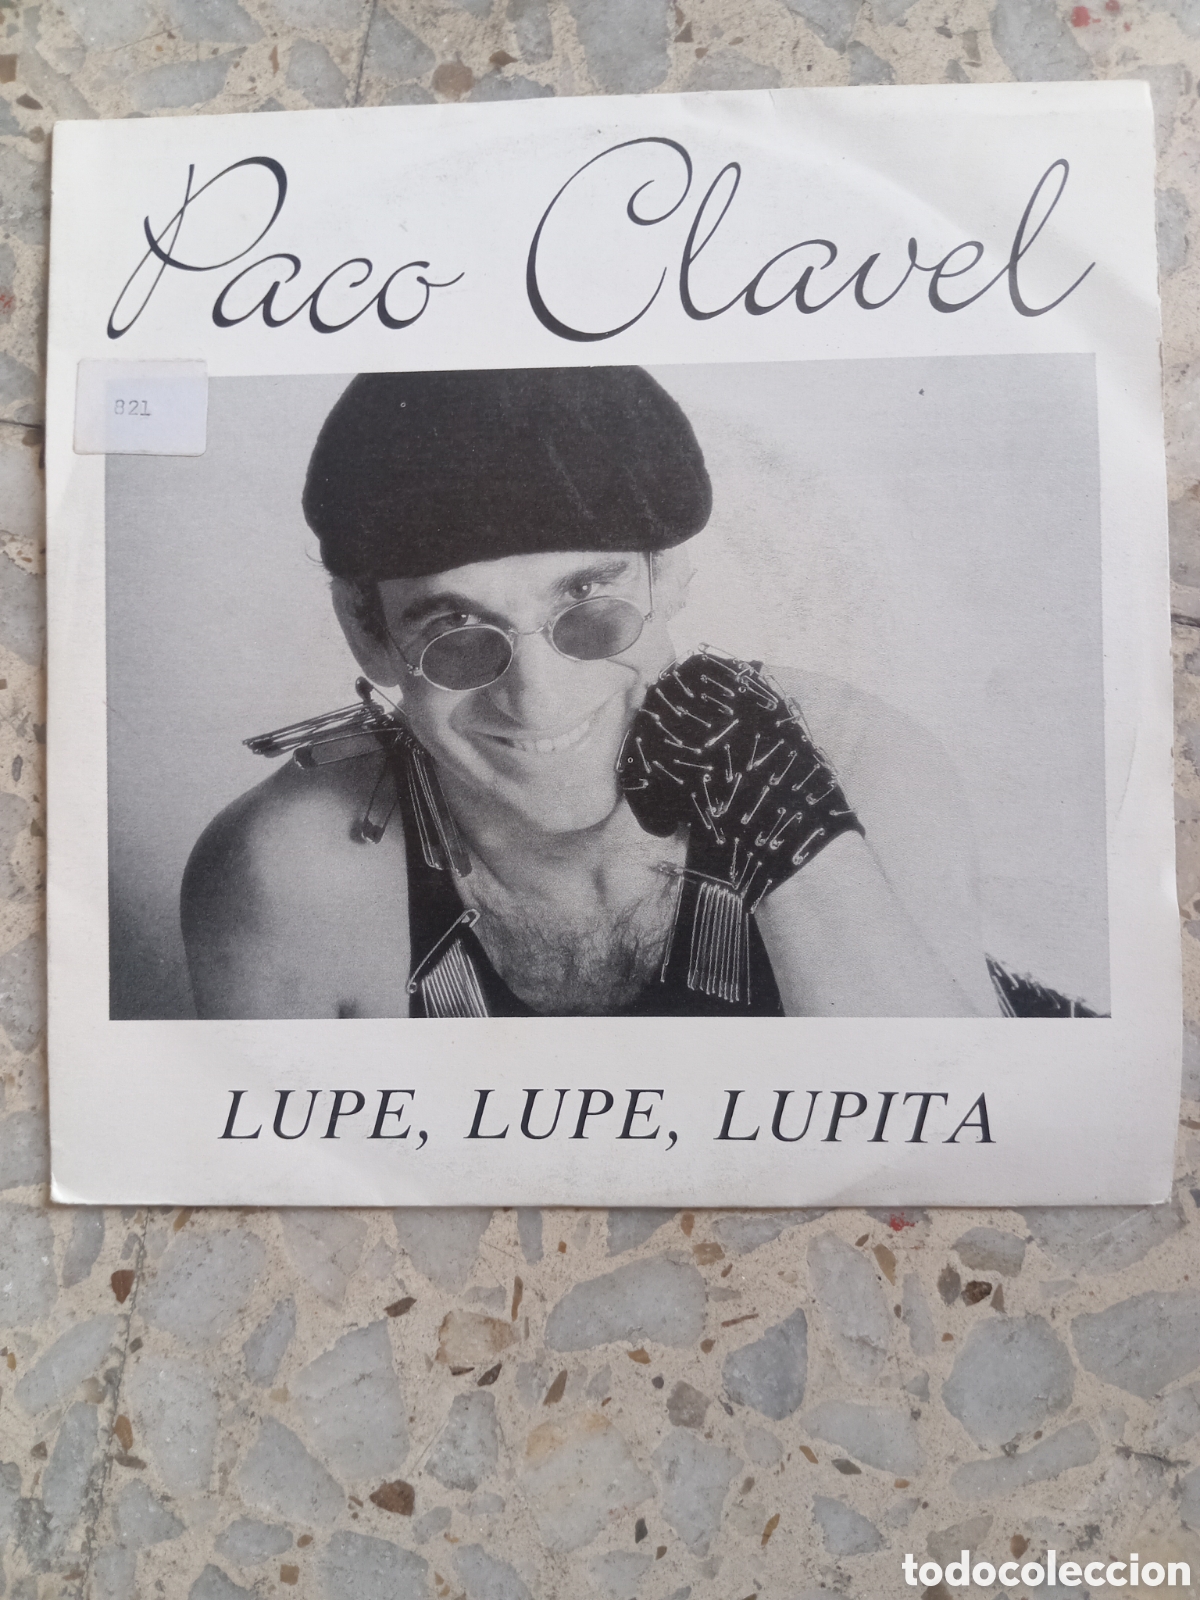 Paco Clavel
821
LUPE, LUPE, LUPITA
todocoleccion